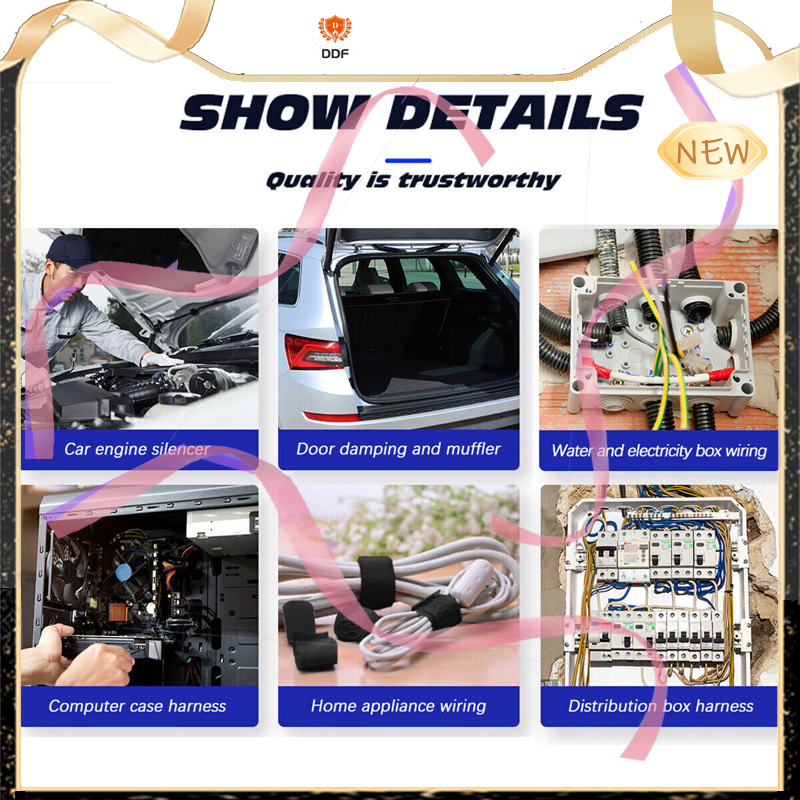 DDF
SHOW DETAILS
NEW
Quality is trustworthy
Car engine silencer
Door damping and muffler
Water and electricity box wiring
Computer case harness
Home appliance wiring
Distribution box harness